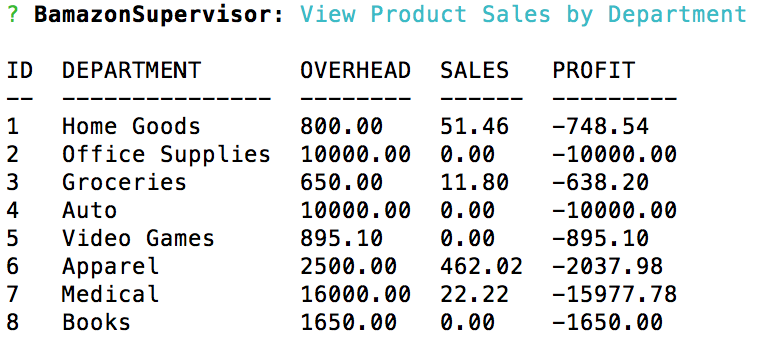 ? BamazonSupervisor: View Product Sales by Department
ID  DEPARTMENT       OVERHEAD  SALES   PROFIT
--  ---------------  --------  ------  ---------
1   Home Goods       800.00    51.46   -748.54
2   Office Supplies  10000.00  0.00    -10000.00
3   Groceries        650.00    11.80   -638.20
4   Auto             10000.00  0.00    -10000.00
5   Video Games      895.10    0.00    -895.10
6   Apparel          2500.00   462.02  -2037.98
7   Medical          16000.00  22.22   -15977.78
8   Books            1650.00   0.00    -1650.00